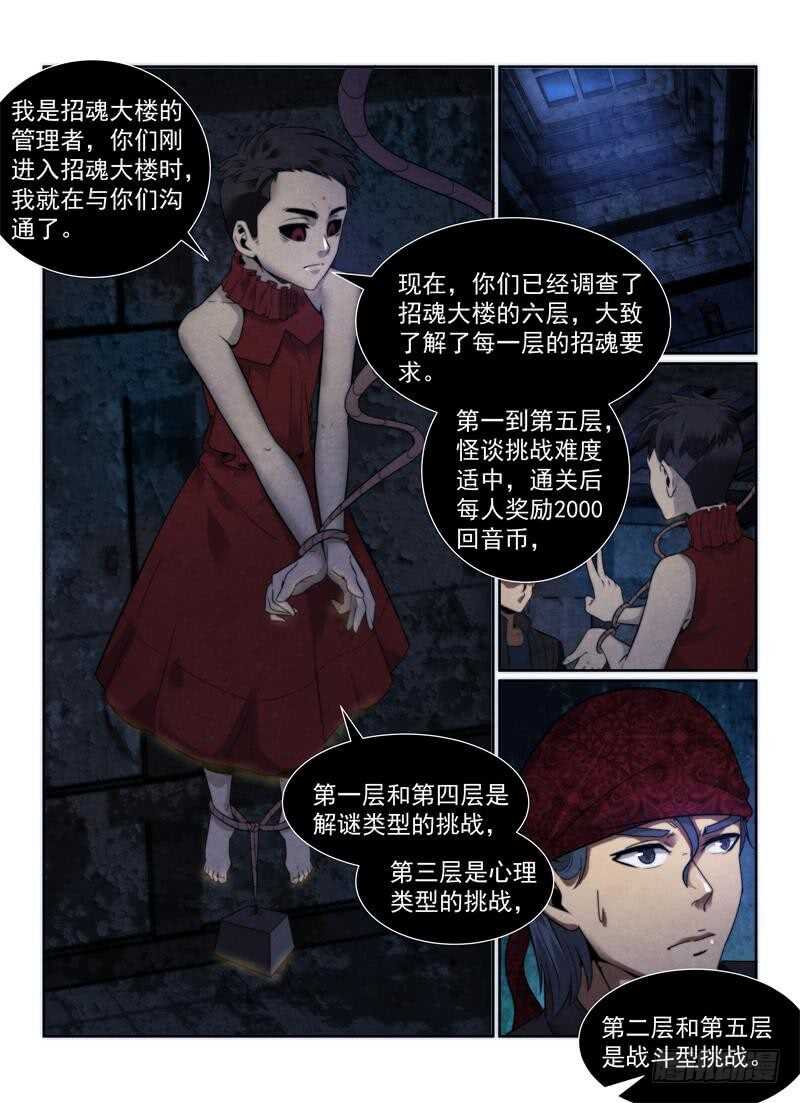 我是招魂大楼的
管理者，你们刚
进入招魂大楼时，
我就在与你们沟
通了。
现在，你们已经调查了
招魂大楼的六层，大致
了解了每一层的招魂要
求。
第一到第五层，
怪谈挑战难度
适中，通关后
每人奖励2000
回音币，
第一层和第四层是
解谜类型的挑战，
第三层是心理
类型的挑战，
第二层和第五层
是战斗型挑战。